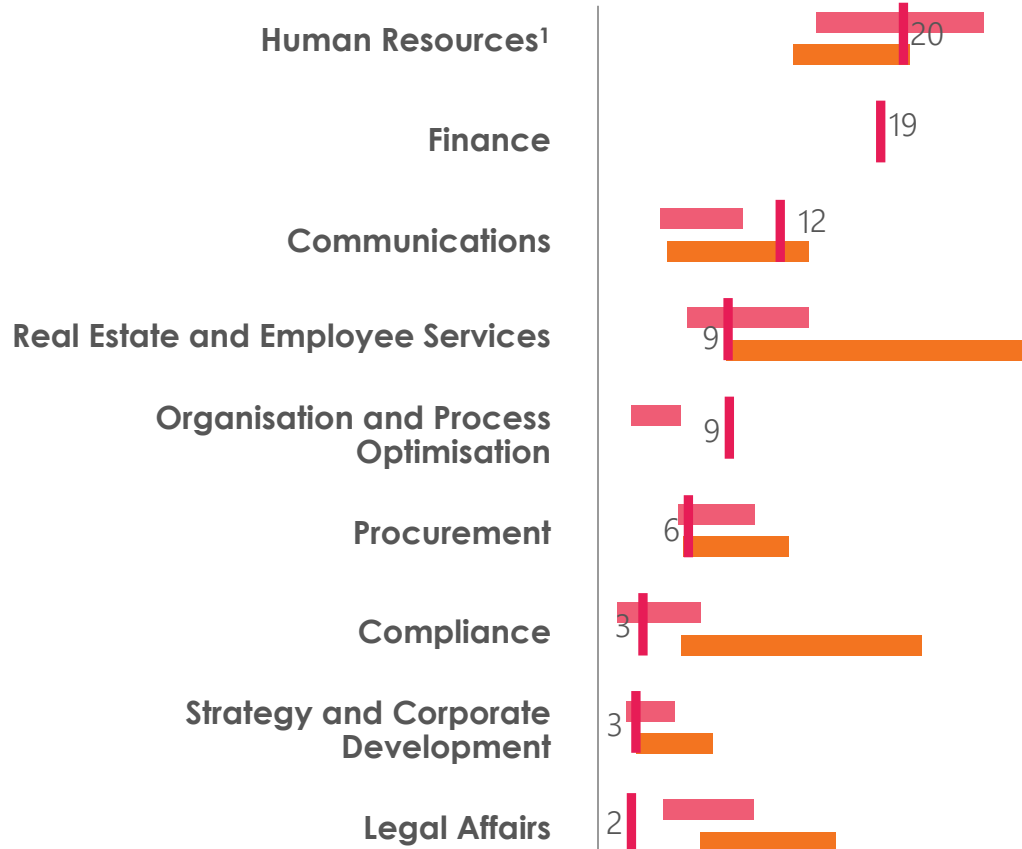 Human Resources¹
20
Finance
19
Communications
12
Real Estate and Employee Services
9
Organisation and Process
Optimisation
9
Procurement
6
Compliance
3
Strategy and Corporate
Development
3
Legal Affairs
2